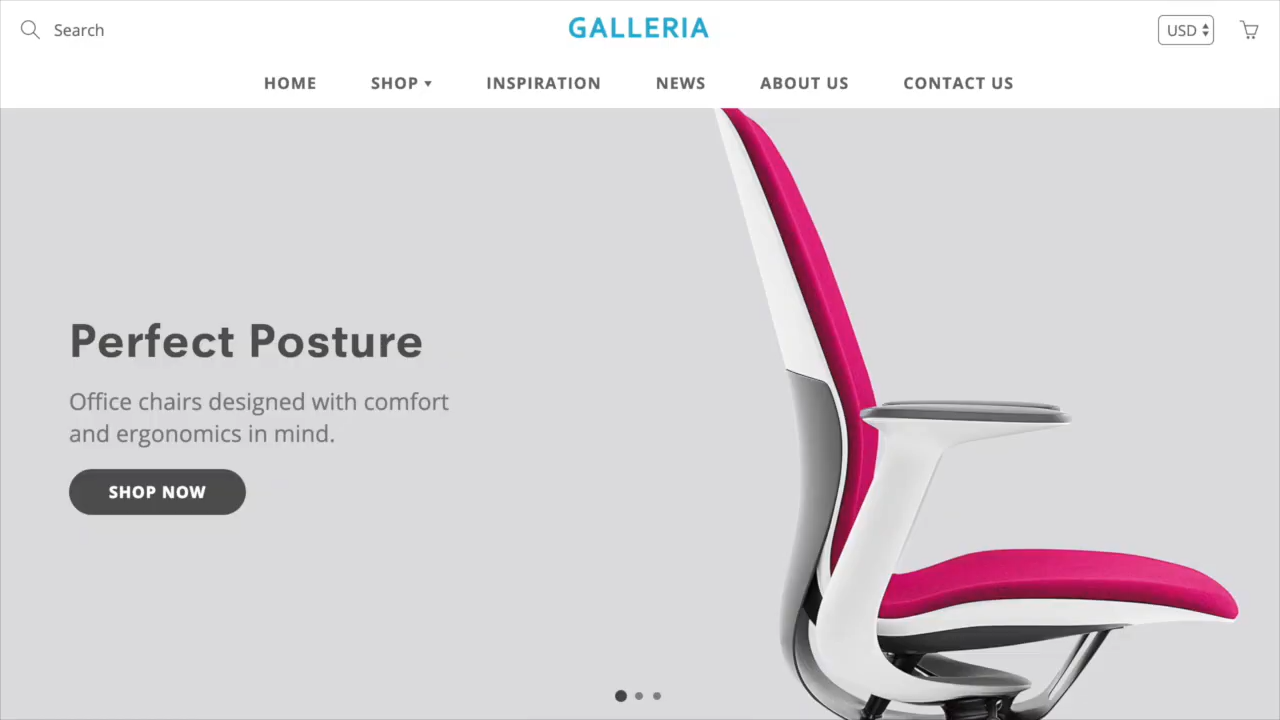 Search
GALLERIA
USD
HOME
SHOP
INSPIRATION
NEWS
ABOUT US
CONTACT US
Perfect Posture
Office chairs designed with comfort
and ergonomics in mind.
SHOP NOW